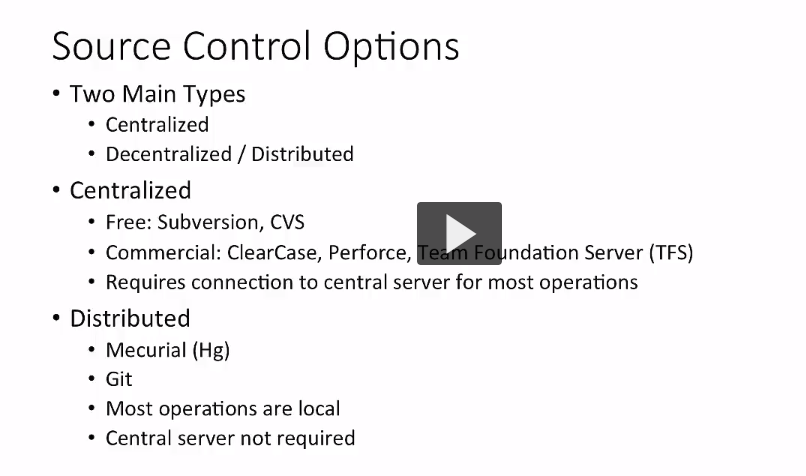 Source Control Options
• Two Main Types
• Centralized
• Decentralized / Distributed
• Centralized
• Free: Subversion, CVS
• Commercial: ClearCase, Perforce, Team Foundation Server (TFS)
• Requires connection to central server for most operations
• Distributed
• Mecurial (Hg)
• Git
• Most operations are local
• Central server not required